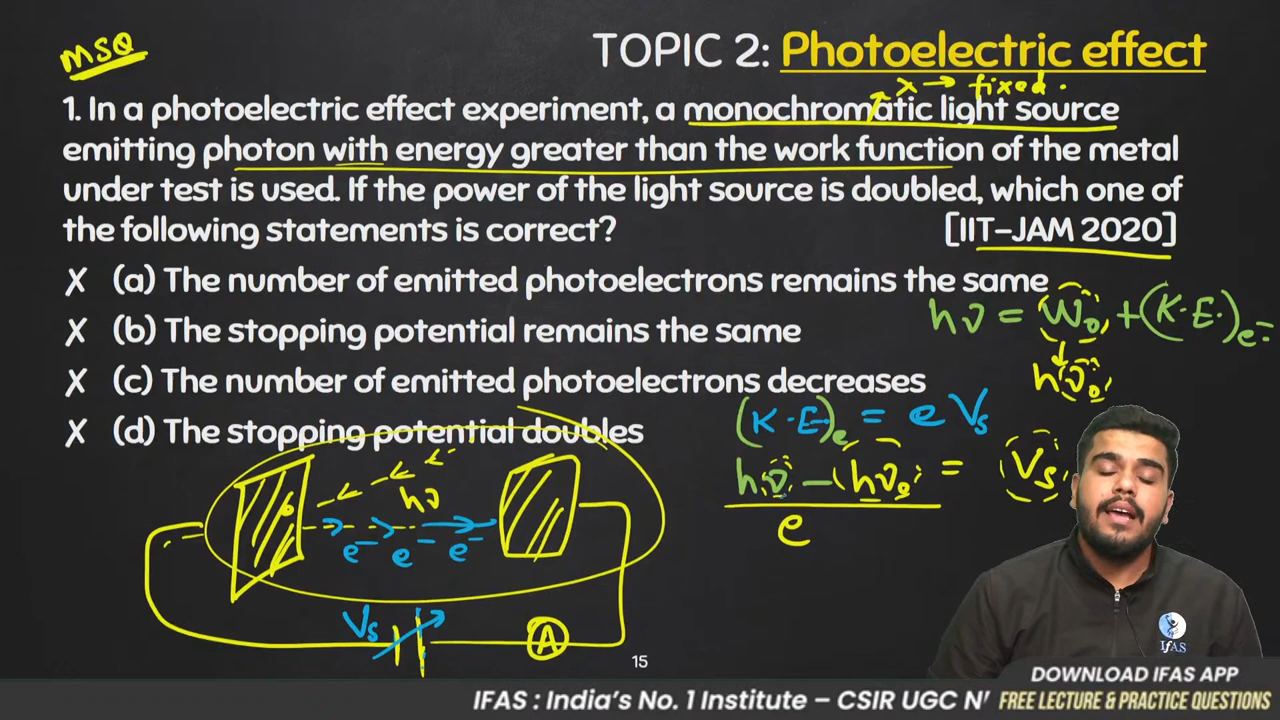 MSQ
TOPIC 2: Photoelectric effect
λ → fixed.
1. In a photoelectric effect experiment, a monochromatic light source
emitting photon with energy greater than the work function of the metal
under test is used. If the power of the light source is doubled, which one of
the following statements is correct?
[IIT-JAM 2020]
X (a) The number of emitted photoelectrons remains the same
X (b) The stopping potential remains the same
X (c) The number of emitted photoelectrons decreases
X (d) The stopping potential doubles
hν = W₀ + (K.E.)e⁻
hν₀
(K.E)e = e Vs
hν - (hν₀) = Vs
e
hν
e⁻ e⁻ e⁻
Vs
A
15
IFAS
DOWNLOAD IFAS APP
IFAS : India's No. 1 Institute – CSIR UGC N
FREE LECTURE & PRACTICE QUESTIONS